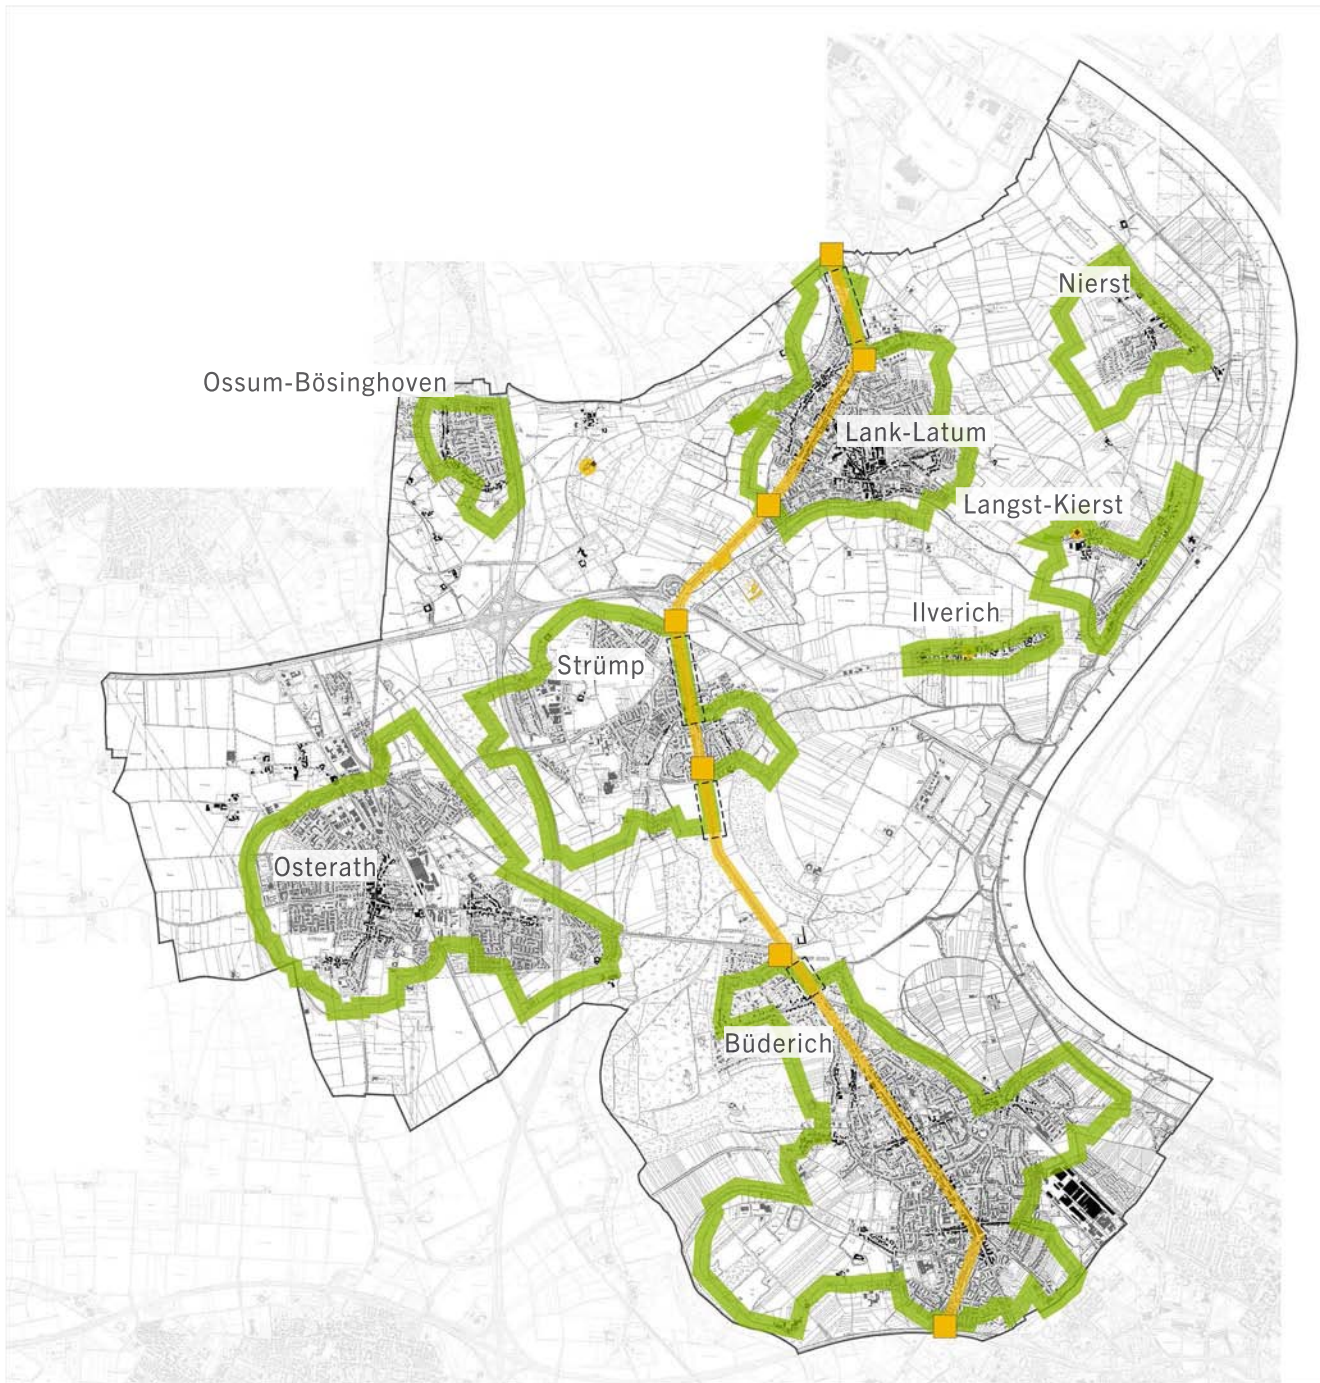 Nierst
Ossum-Bösinghoven
Lank-Latum
Langst-Kierst
Ilverich
Strümp
Osterath
Büderich